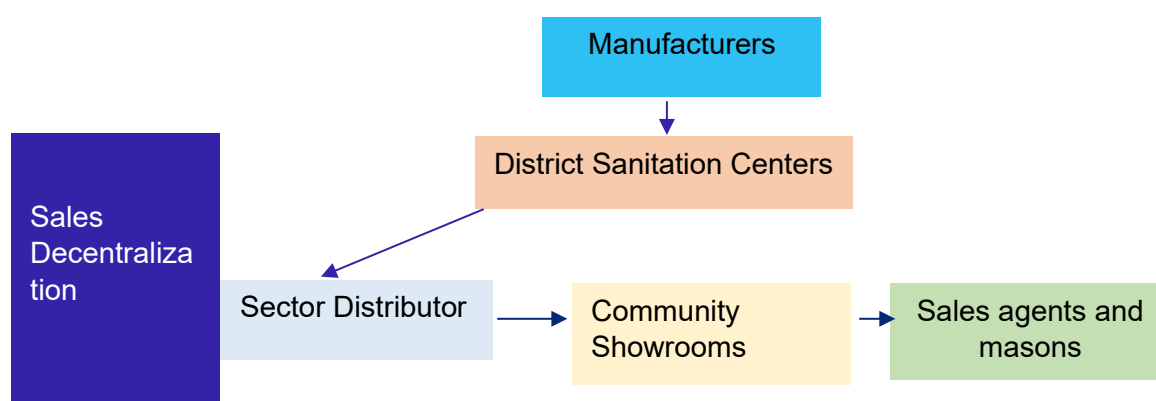 Manufacturers
District Sanitation Centers
Sales
Decentraliza
tion
Sector Distributor
Community
Showrooms
Sales agents and
masons